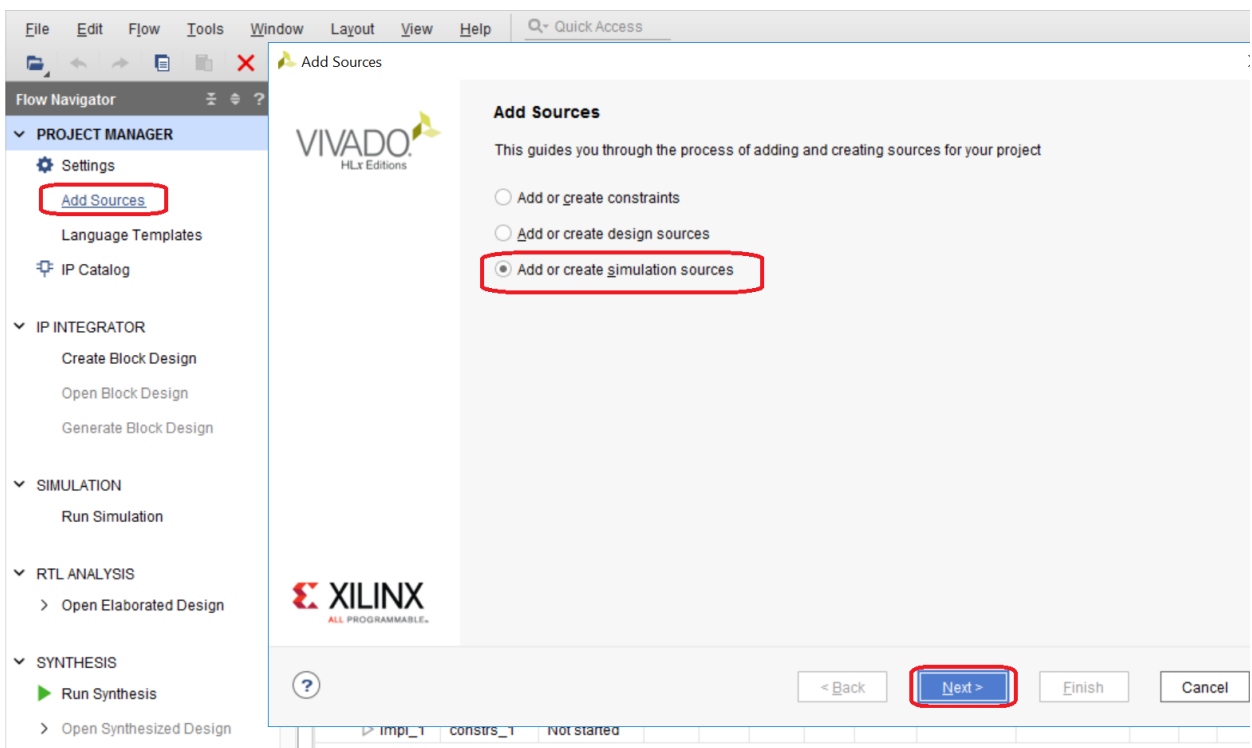 File Edit Flow Tools Window Layout View Help Quick Access
Add Sources
Flow Navigator ?
PROJECT MANAGER
Settings
Add Sources
Language Templates
IP Catalog
IP INTEGRATOR
Create Block Design
Open Block Design
Generate Block Design
SIMULATION
Run Simulation
RTL ANALYSIS
Open Elaborated Design
SYNTHESIS
Run Synthesis
Open Synthesized Design
VIVADO.
HLx Editions
Add Sources
This guides you through the process of adding and creating sources for your project
Add or create constraints
Add or create design sources
Add or create simulation sources
XILINX
ALL PROGRAMMABLE.
? < Back Next > Finish Cancel
impl_1 constrs_1 Not started